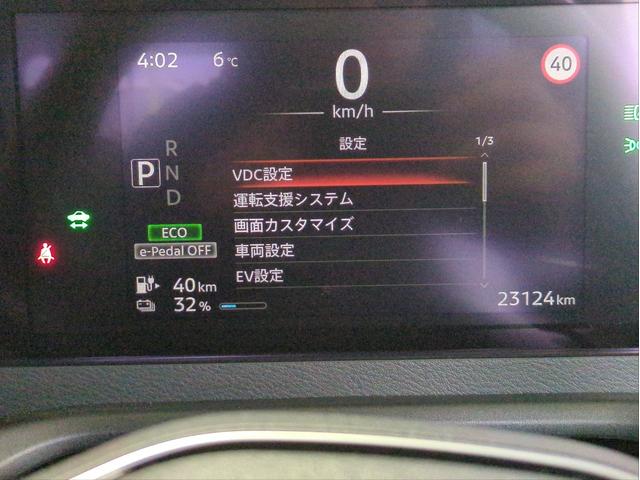 4:02 6℃ 0 40
km/h
設定 1/3
R
P N
D
VDC設定
運転支援システム
画面カスタマイズ
車両設定
EV設定
ECO
e-Pedal OFF
40km
32%
23124km